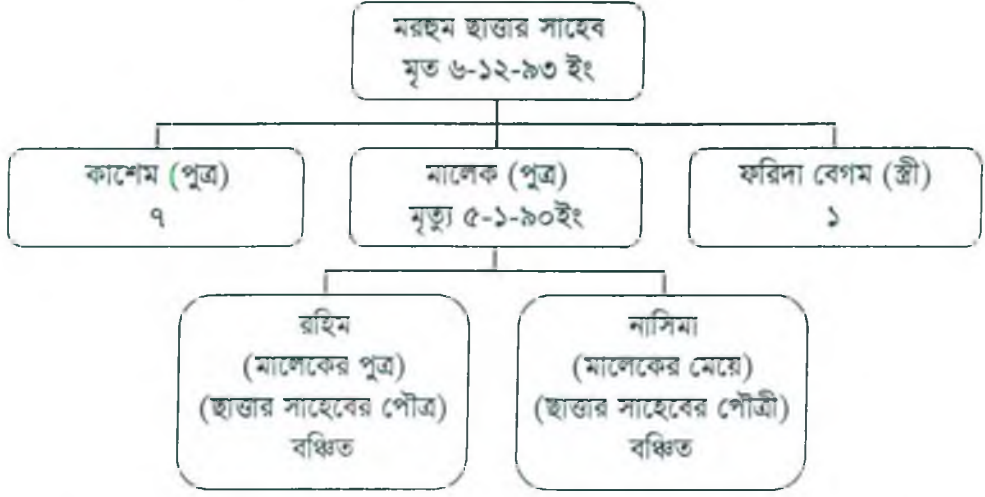 মরহুম ছাত্তার সাহেব
মৃত ৬-১২-৯৩ ইং
কাশেম (পুত্র)
৭
মালেক (পুত্র)
মৃত্যু ৫-১-৯০ইং
ফরিদা বেগম (স্ত্রী)
১
রহিম
(মালেকের পুত্র)
(ছাত্তার সাহেবের পৌত্র)
বঞ্চিত
নাসিমা
(মালেকের মেয়ে)
(ছাত্তার সাহেবের পৌত্রী)
বঞ্চিত